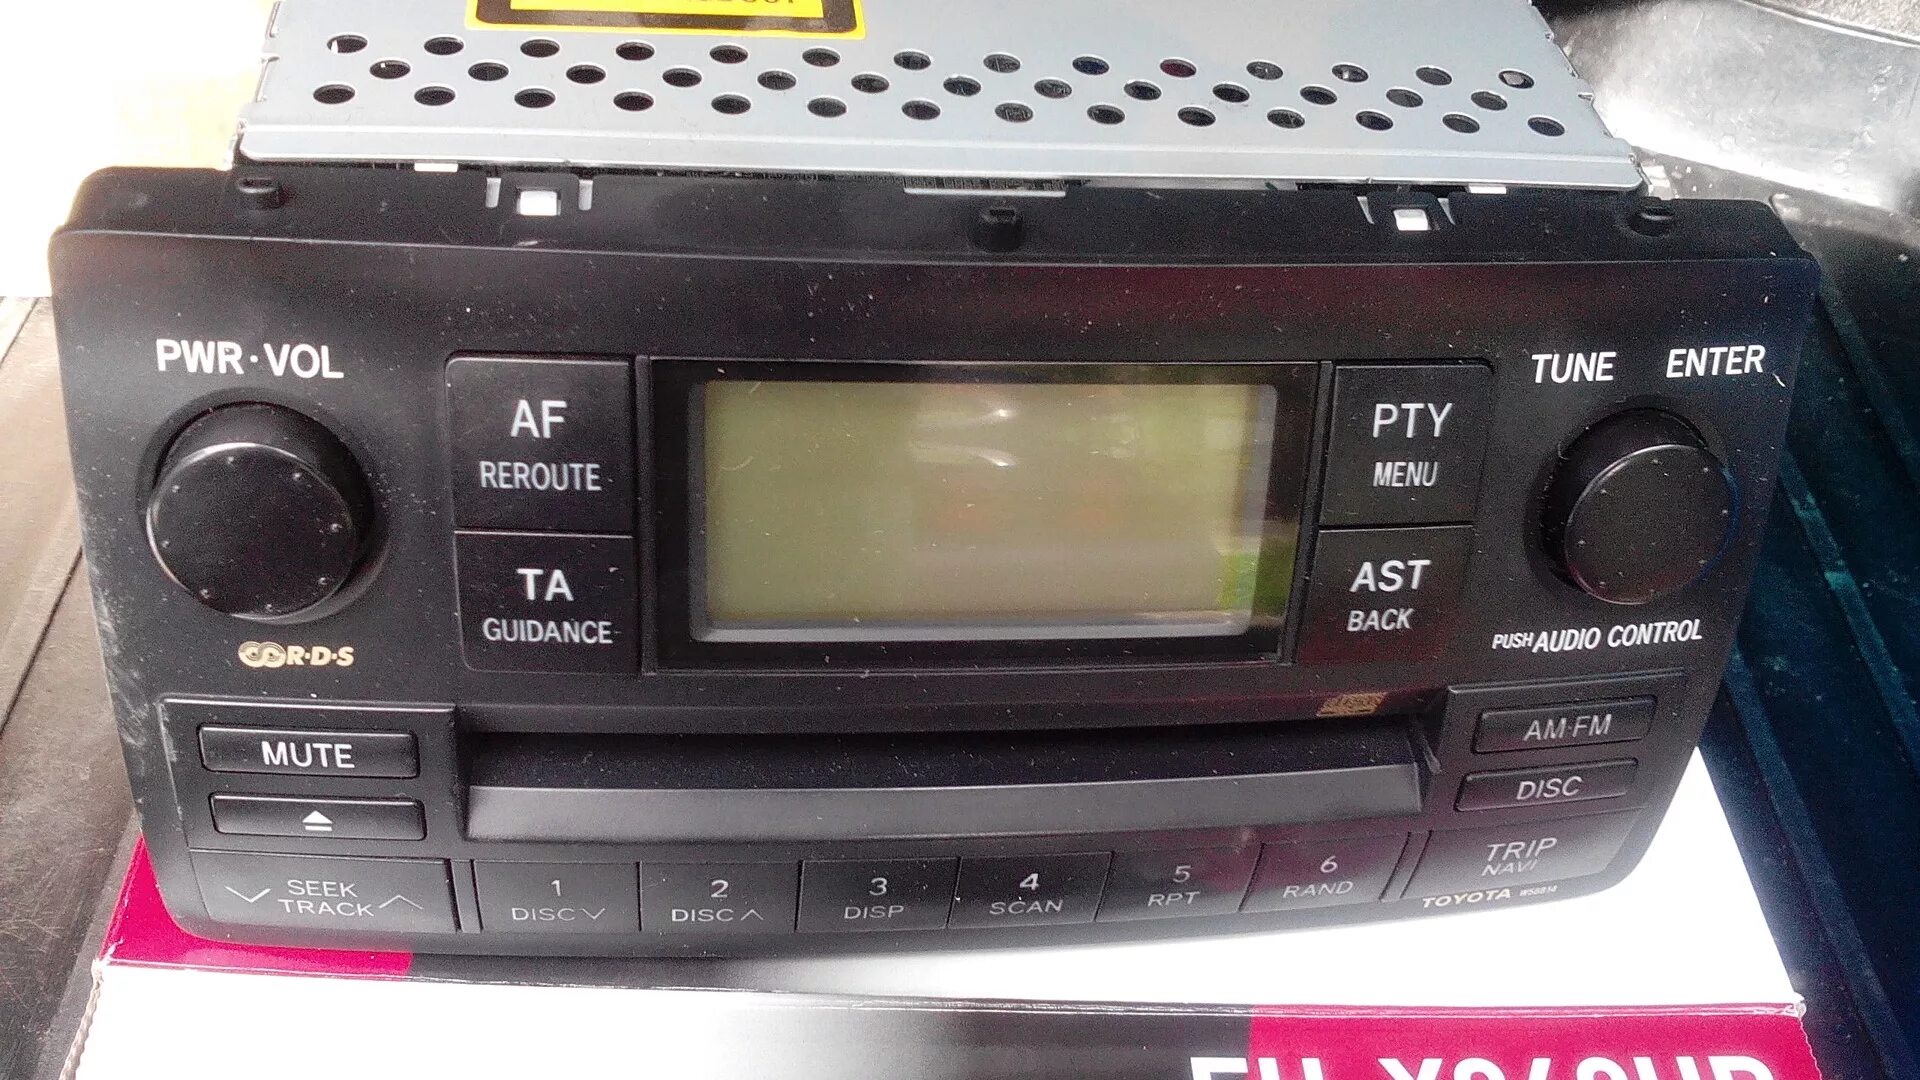 PWR·VOL
AF
REROUTE
TA
GUIDANCE
PTY
MENU
AST
BACK
TUNE ENTER
PUSH AUDIO CONTROL
R·D·S
MUTE
AM·FM
DISC
SEEK
TRACK
1
DISC
2
DISC
3
DISP
4
SCAN
5
RPT
6
RAND
TRIP
NAVI
TOYOTA W58814